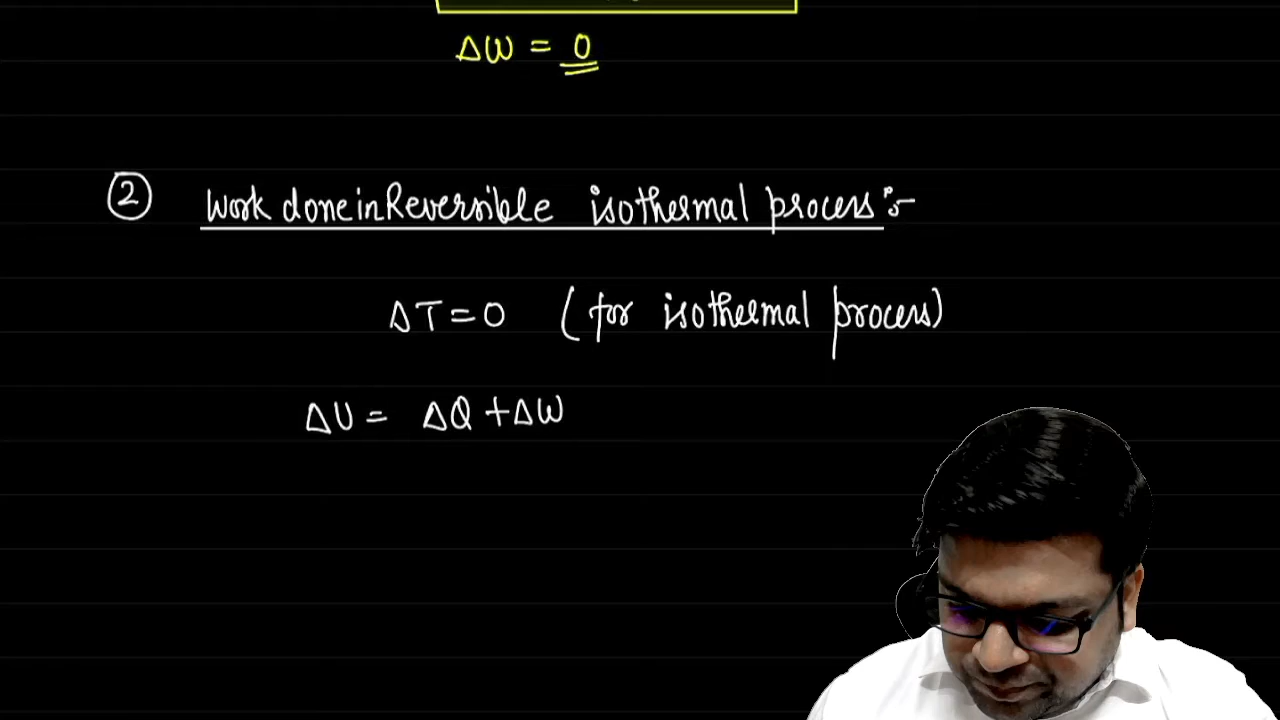 ΔW = 0
② Work done in Reversible isothermal process :-
ΔT = 0 (for isothermal process)
ΔU = ΔQ + ΔW